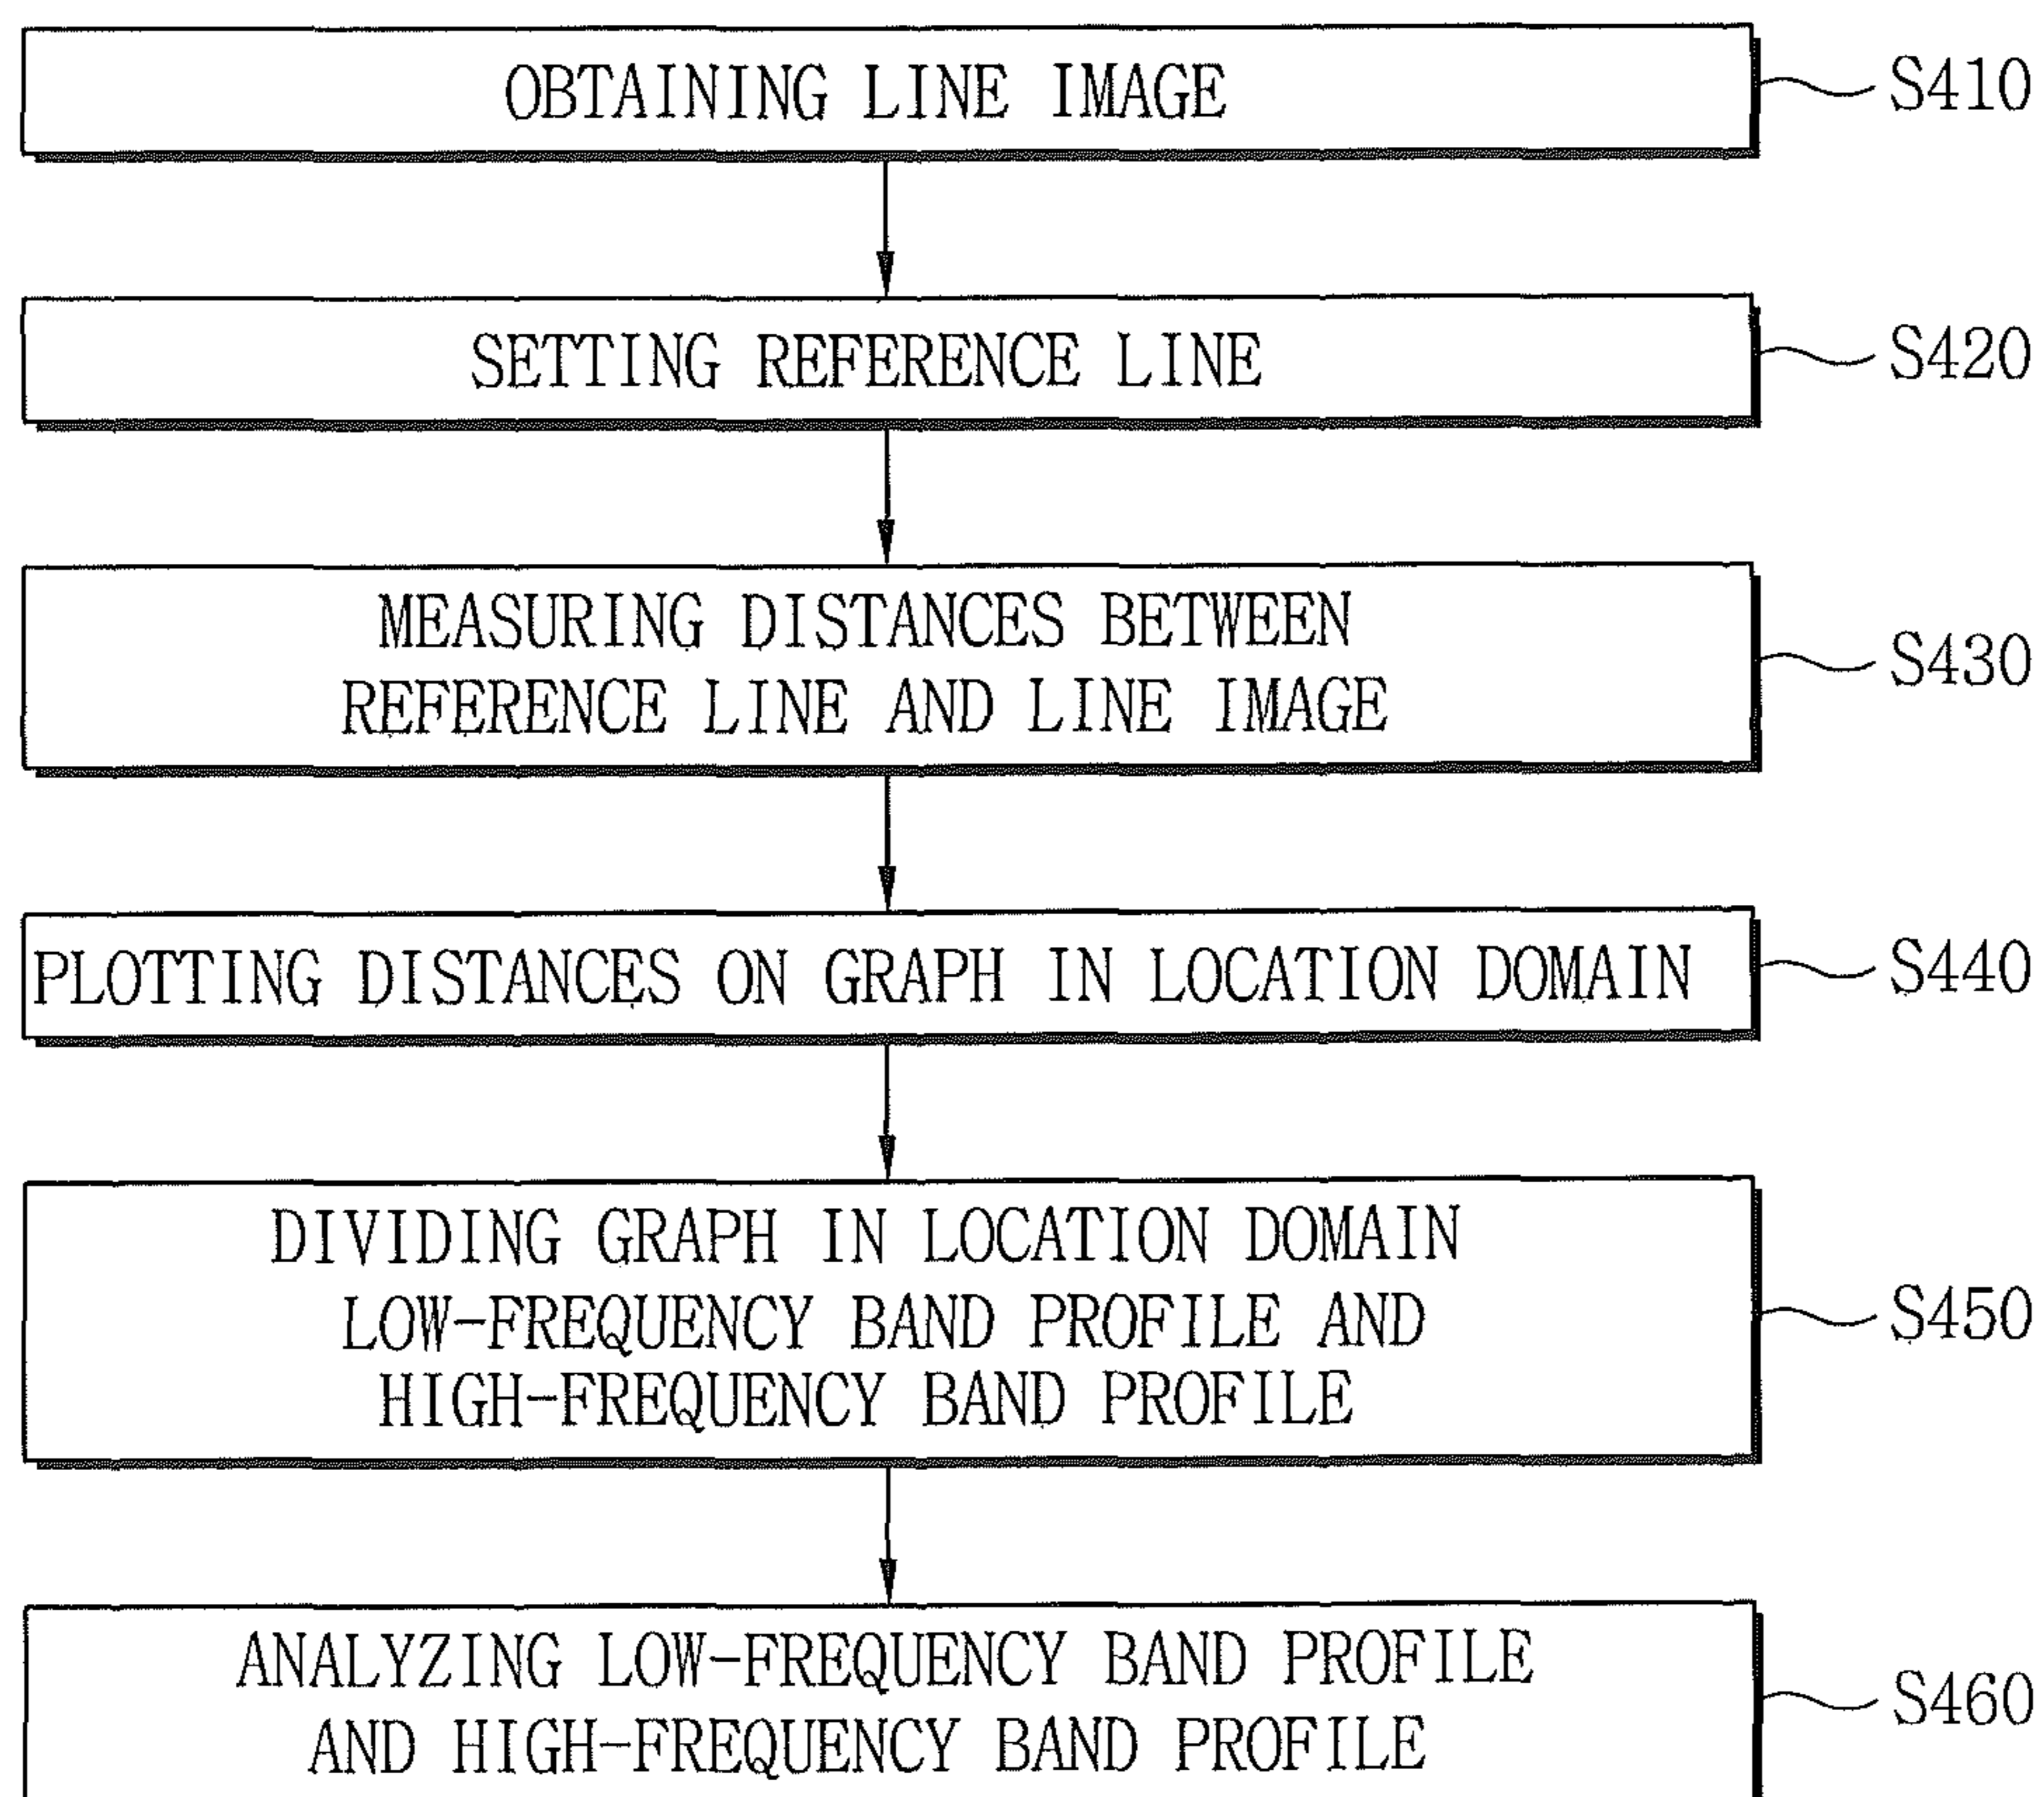 OBTAINING LINE IMAGE
S410
SETTING REFERENCE LINE
S420
MEASURING DISTANCES BETWEEN
REFERENCE LINE AND LINE IMAGE
S430
PLOTTING DISTANCES ON GRAPH IN LOCATION DOMAIN
S440
DIVIDING GRAPH IN LOCATION DOMAIN
LOW-FREQUENCY BAND PROFILE AND
HIGH-FREQUENCY BAND PROFILE
S450
ANALYZING LOW-FREQUENCY BAND PROFILE
AND HIGH-FREQUENCY BAND PROFILE
S460